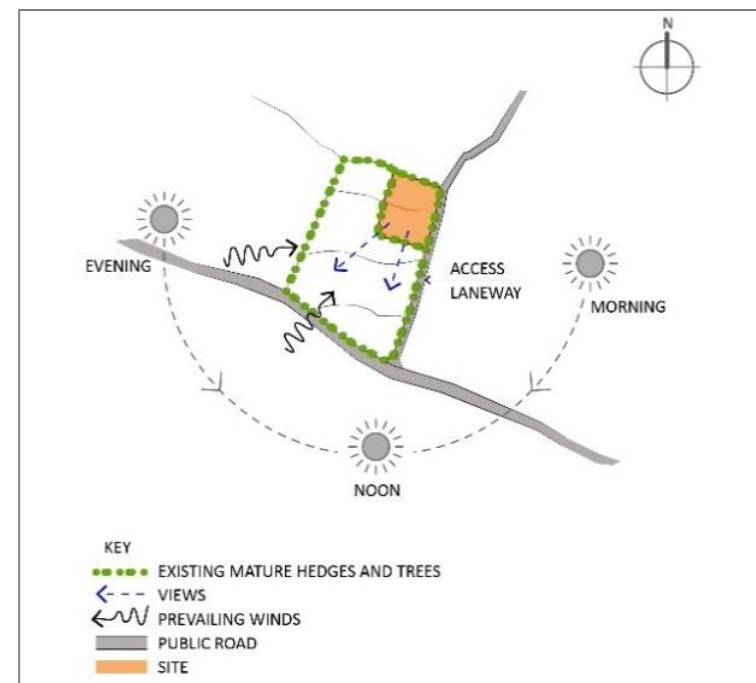 N
EVENING
ACCESS
LANEWAY
MORNING
NOON
KEY
EXISTING MATURE HEDGES AND TREES
VIEWS
PREVAILING WINDS
PUBLIC ROAD
SITE